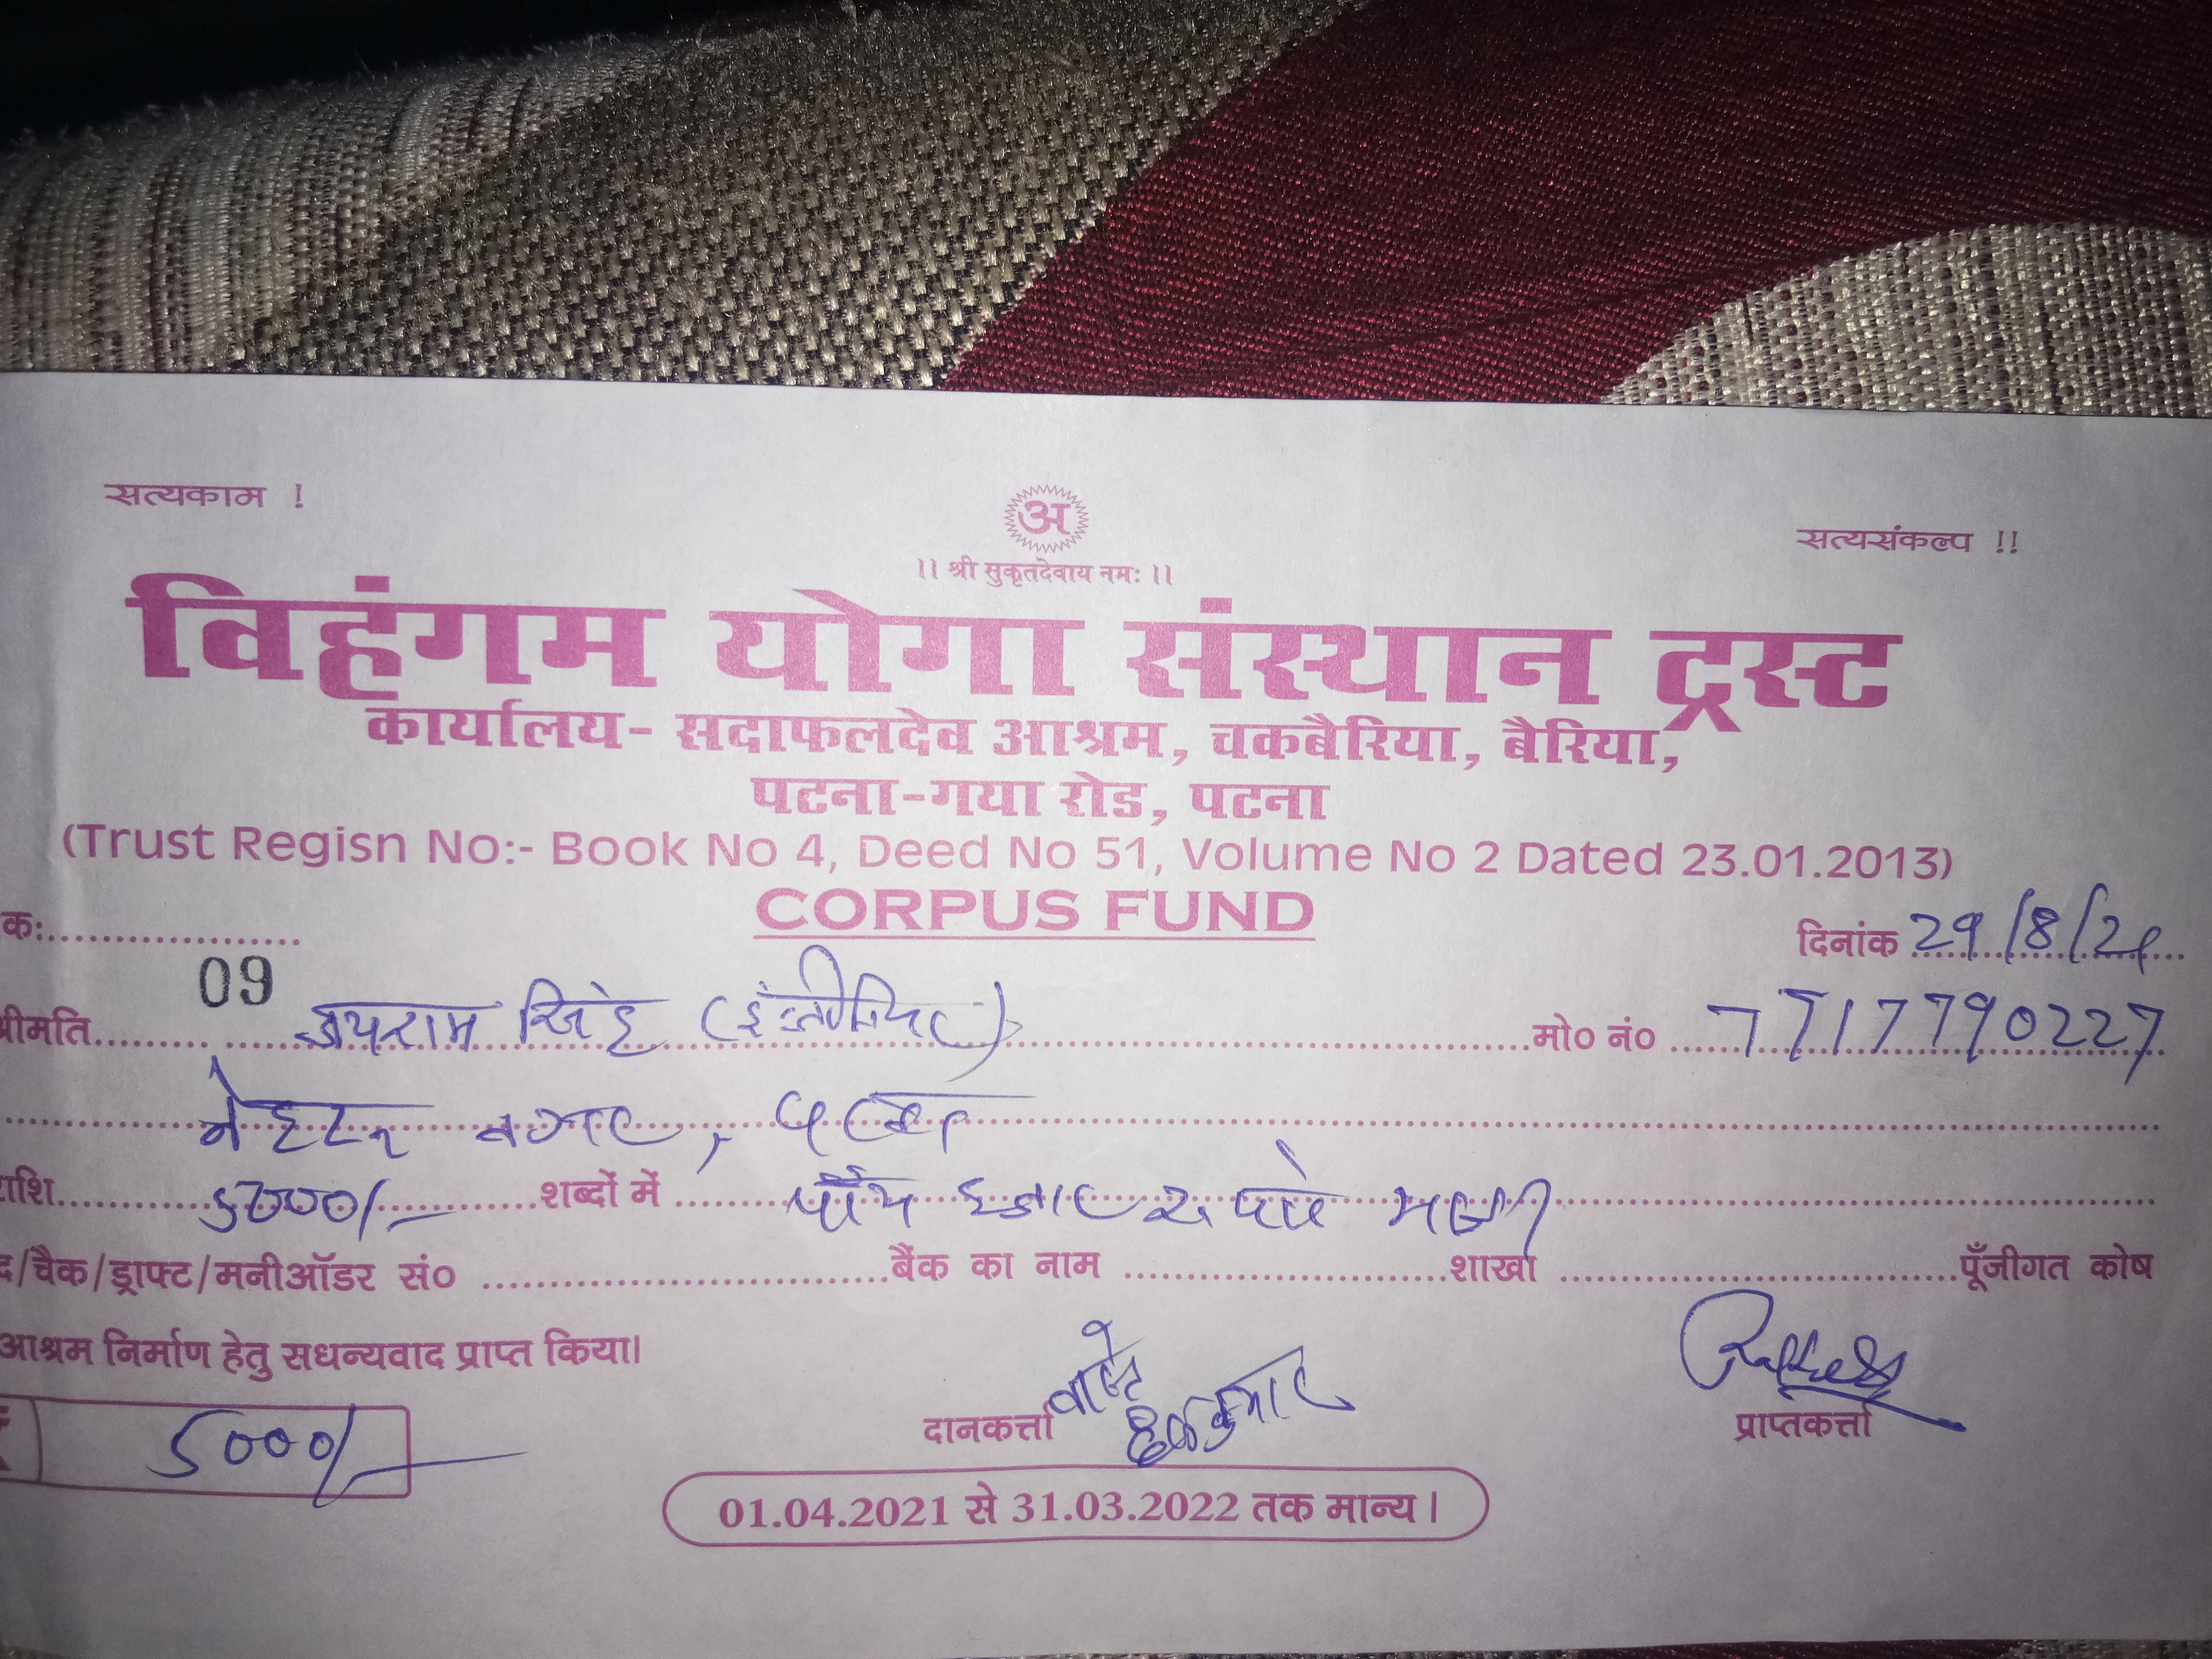 सत्यकाम !
अ
सत्यसंकल्प !!
।। श्री सुकृतदेवाय नमः ।।
विहंगम योगा संस्थान ट्रस्ट
कार्यालय- सदाफलदेव आश्रम, चकबैरिया, बैरिया,
पटना-गया रोड, पटना
(Trust Regisn No:- Book No 4, Deed No 51, Volume No 2 Dated 23.01.2013)
CORPUS FUND
कः.................... दिनांक 29/8/21
09
श्रीमति.......... जयराम सिंह (इंजीनियर) मो० नं० 7717790227
नेहरू नगर, पटना
राशि 5000/- शब्दों में पाँच हजार रुपये मात्र
द/चैक/ड्राफ्ट/मनीऑडर सं० ............ बैंक का नाम ............ शाखा ............ पूँजीगत कोष
आश्रम निर्माण हेतु सधन्यवाद प्राप्त किया।
5000/-
दानकर्त्ता
प्राप्तकर्त्ता
01.04.2021 से 31.03.2022 तक मान्य।